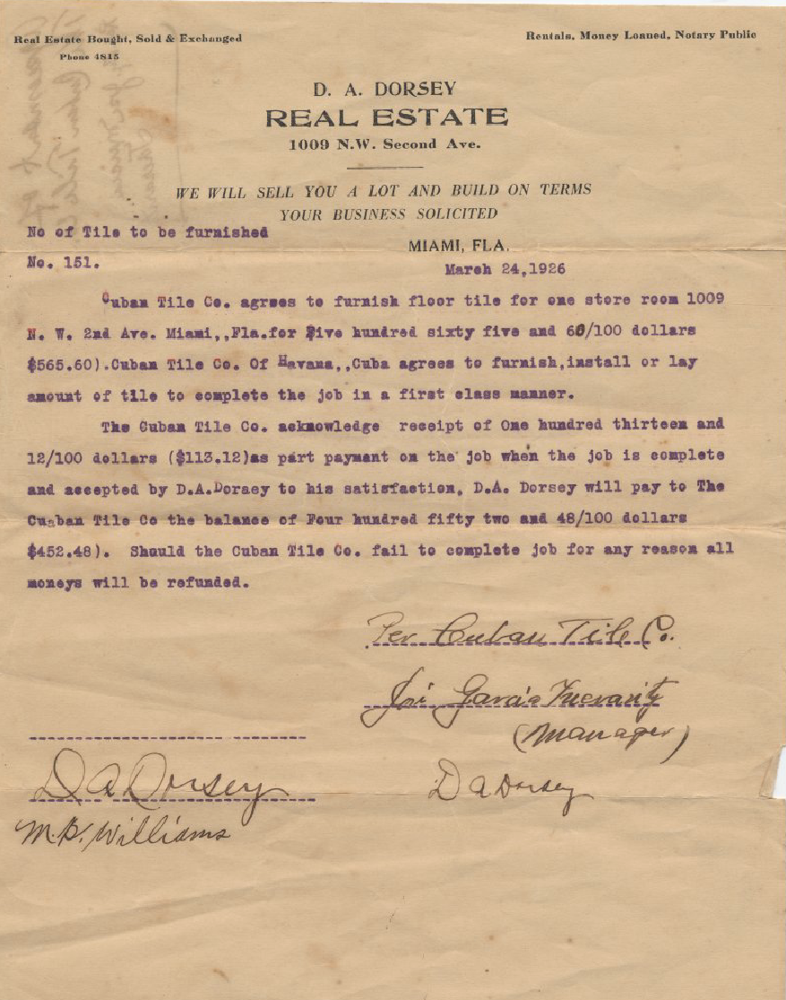 Real Estate Bought, Sold & Exchanged
Phone 4815
Rentals, Money Loaned, Notary Public
D. A. DORSEY
REAL ESTATE
1009 N.W. Second Ave.
WE WILL SELL YOU A LOT AND BUILD ON TERMS
YOUR BUSINESS SOLICITED
No of Tile to be furnished
MIAMI, FLA.
No. 151.
March 24,1926
Cuban Tile Co. agrees to furnish floor tile for one store room 1009
N. W. 2nd Ave. Miami,,Fla.for Five hundred sixty five and 60/100 dollars
$565.60).Cuban Tile Co. Of Havana,,Cuba agrees to furnish,install or lay
amount of tile to complete the job in a first class manner.
The Cuban Tile Co. acknowledge receipt of One hundred thirteen and
12/100 dollars ($113.12)as part payment on the job when the job is complete
and accepted by D.A.Dorsey to his satisfaction, D.A. Dorsey will pay to The
Cuaban Tile Co the balance of Four hundred fifty two and 48/100 dollars
$452.48). Should the Cuban Tile Co. fail to complete job for any reason all
moneys will be refunded.
Per Cuban Tile Co.
Garcia
(Manager)
D A Dorsey
D A Dorsey
M.B. Williams